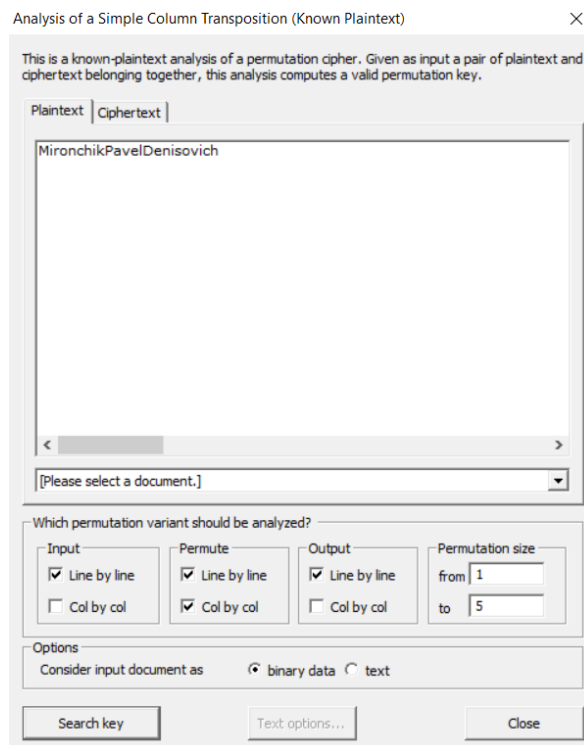 Analysis of a Simple Column Transposition (Known Plaintext)
This is a known-plaintext analysis of a permutation cipher. Given as input a pair of plaintext and
ciphertext belonging together, this analysis computes a valid permutation key.
Plaintext Ciphertext
MironchikPavelDenisovich
[Please select a document.]
Which permutation variant should be analyzed?
Input Permute Output Permutation size
Line by line Line by line Line by line from 1
Col by col Col by col Col by col to 5
Options
Consider input document as binary data text
Search key Text options... Close